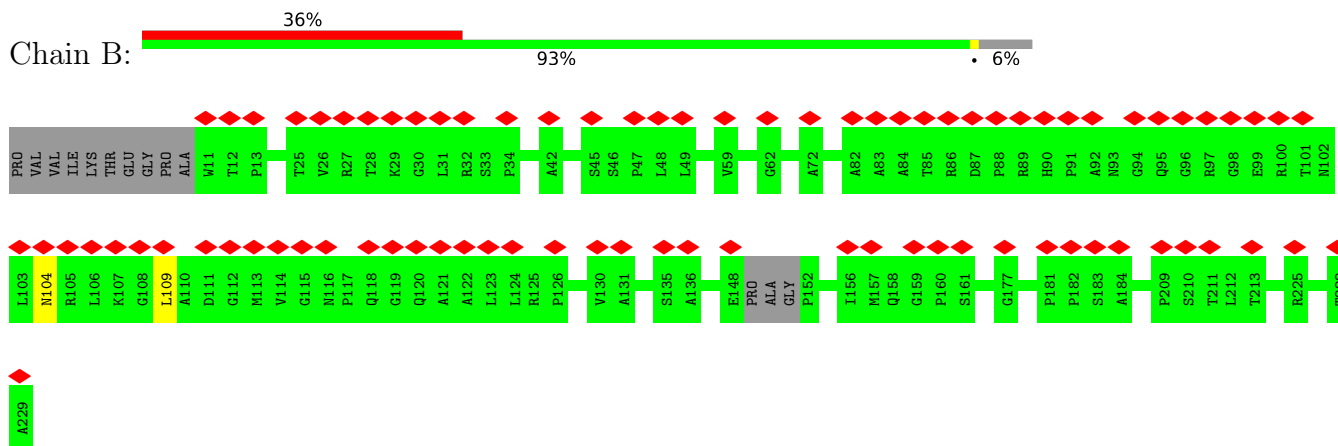 36%
Chain B:
93% • 6%
PRO VAL VAL ILE LYS THR GLU GLY PRO ALA W11 T12 P13 T25 V26 R27 T28 K29 G30 L31 R32 S33 P34 A42 S45 S46 P47 L48 L49 V59 G62 A72 A82 A83 A84 T85 R86 D87 P88 R89 H90 P91 A92 N93 G94 Q95 G96 R97 G98 E99 R100 T101 N102
L103 N104 R105 L106 K107 G108 L109 A110 D111 G112 M113 V114 G115 N116 P117 Q118 G119 Q120 A121 A122 L123 L124 R125 P126 V130 A131 S135 A136 E148 PRO ALA GLY P152 I156 M157 Q158 G159 P160 S161 G177 P181 P182 S183 A184 P209 S210 T211 L212 T213 R225
A229